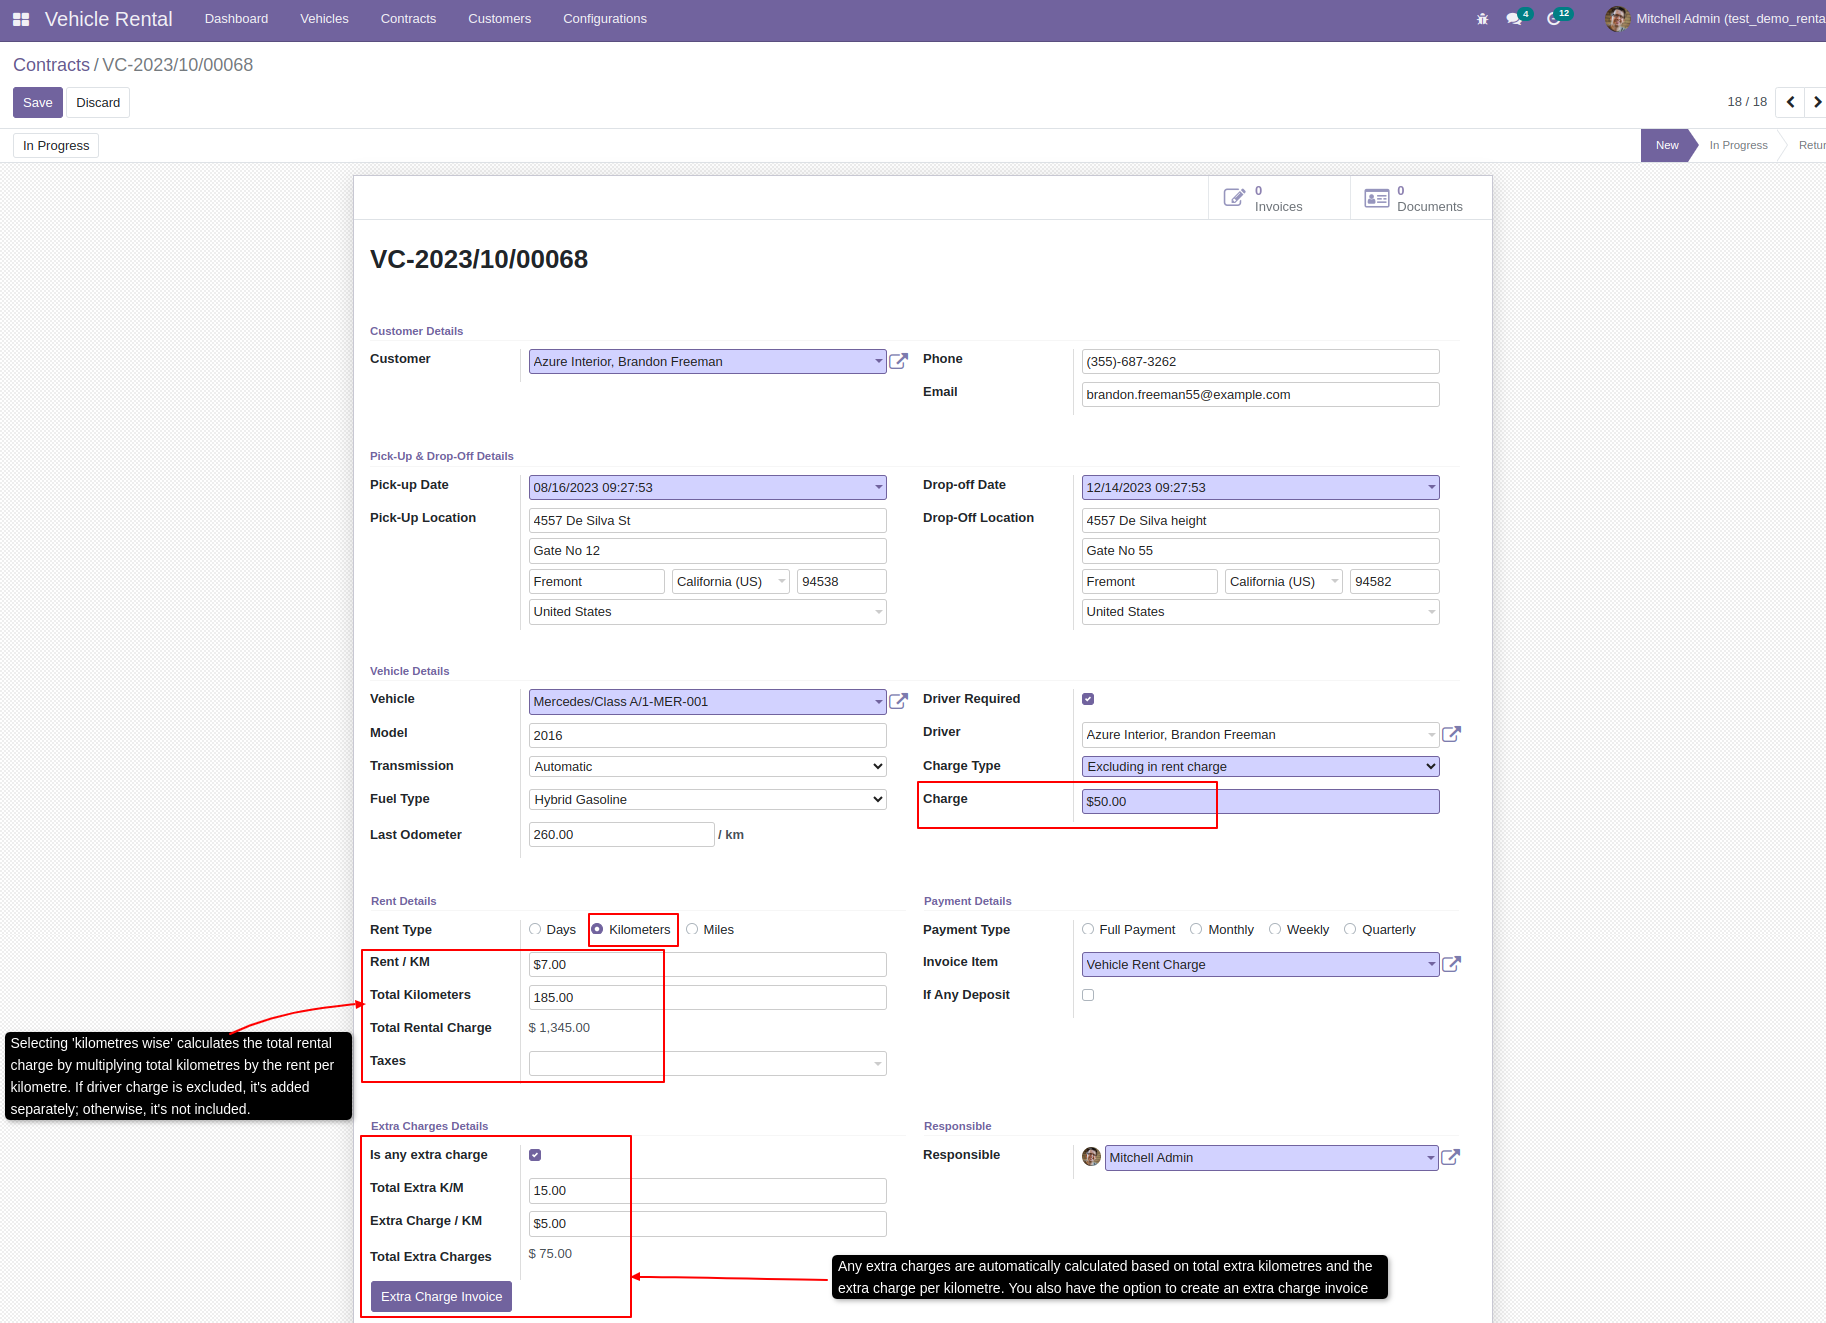 Vehicle Rental Dashboard Vehicles Contracts Customers Configurations 4 12 Mitchell Admin (test_demo_renta
Contracts / VC-2023/10/00068
Save Discard 18 / 18
In Progress New In Progress Retur
0 Invoices 0 Documents
VC-2023/10/00068
Customer Details
Customer Azure Interior, Brandon Freeman Phone (355)-687-3262
Email brandon.freeman55@example.com
Pick-Up & Drop-Off Details
Pick-up Date 08/16/2023 09:27:53 Drop-off Date 12/14/2023 09:27:53
Pick-Up Location 4557 De Silva St Drop-Off Location 4557 De Silva height
Gate No 12 Gate No 55
Fremont California (US) 94538 Fremont California (US) 94582
United States United States
Vehicle Details
Vehicle Mercedes/Class A/1-MER-001 Driver Required
Model 2016 Driver Azure Interior, Brandon Freeman
Transmission Automatic Charge Type Excluding in rent charge
Fuel Type Hybrid Gasoline Charge $50.00
Last Odometer 260.00 / km
Rent Details Payment Details
Rent Type Days Kilometers Miles Payment Type Full Payment Monthly Weekly Quarterly
Rent / KM $7.00 Invoice Item Vehicle Rent Charge
Total Kilometers 185.00 If Any Deposit
Total Rental Charge $ 1,345.00
Taxes
Selecting 'kilometres wise' calculates the total rental
charge by multiplying total kilometres by the rent per
kilometre. If driver charge is excluded, it's added
separately; otherwise, it's not included.
Extra Charges Details Responsible
Is any extra charge Responsible Mitchell Admin
Total Extra K/M 15.00
Extra Charge / KM $5.00
Total Extra Charges $ 75.00
Extra Charge Invoice
Any extra charges are automatically calculated based on total extra kilometres and the
extra charge per kilometre. You also have the option to create an extra charge invoice